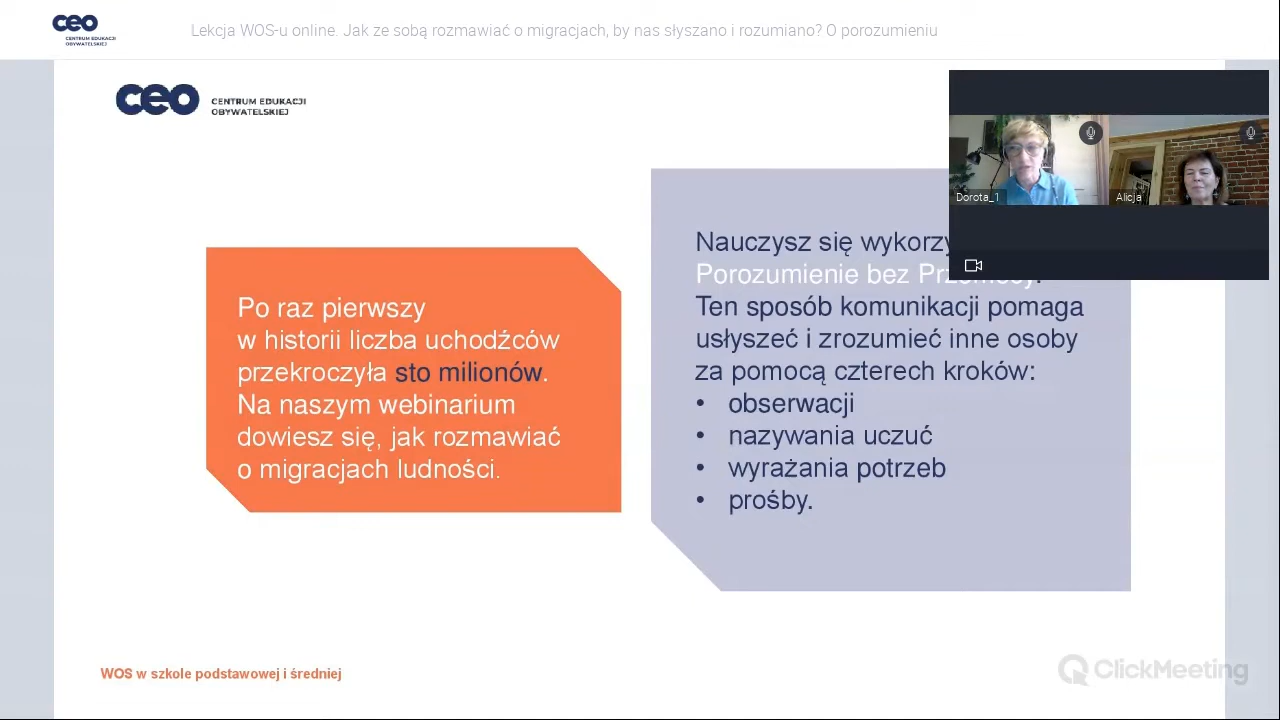 ceo
CENTRUM EDUKACJI
OBYWATELSKIEJ
Lekcja WOS-u online. Jak ze sobą rozmawiać o migracjach, by nas słyszano i rozumiano? O porozumieniu
ceo
CENTRUM EDUKACJI
OBYWATELSKIEJ
Dorota_1
Alicja
Po raz pierwszy
w historii liczba uchodźców
przekroczyła sto milionów.
Na naszym webinarium
dowiesz się, jak rozmawiać
o migracjach ludności.
Nauczysz się
Porozumienie bez
Ten sposób komunikacji pomaga
usłyszeć i zrozumieć inne osoby
za pomocą czterech kroków:
• obserwacji
• nazywania uczuć
• wyrażania potrzeb
• prośby.
WOS w szkole podstawowej i średniej
ClickMeeting